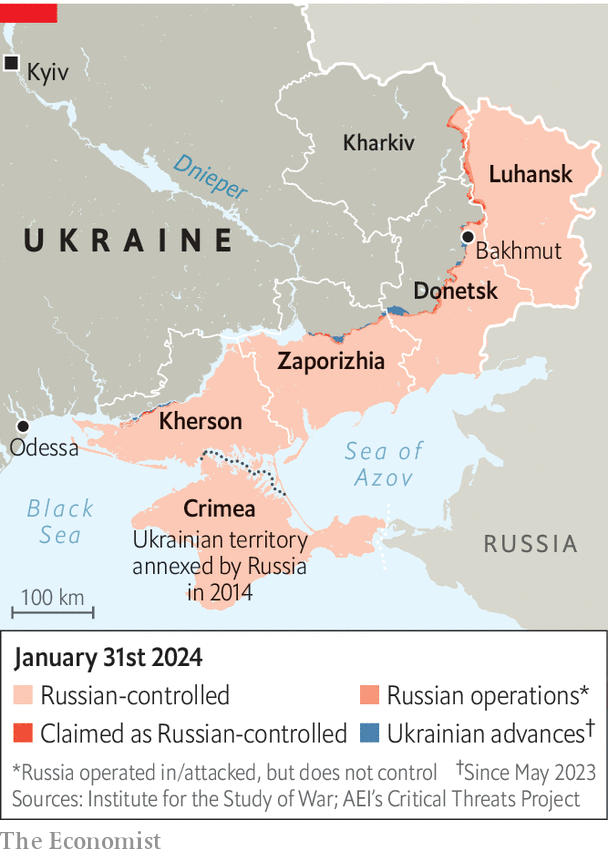 Kyiv
Kharkiv
Dnieper
Luhansk
UKRAINE
Bakhmut
Donetsk
Zaporizhia
Kherson
Odessa
Sea of
Azov
Black
Sea
Crimea
Ukrainian territory
annexed by Russia
in 2014
RUSSIA
100 km
January 31st 2024
Russian-controlled
Russian operations*
Claimed as Russian-controlled
Ukrainian advances†
*Russia operated in/attacked, but does not control †Since May 2023
Sources: Institute for the Study of War; AEI’s Critical Threats Project
The Economist